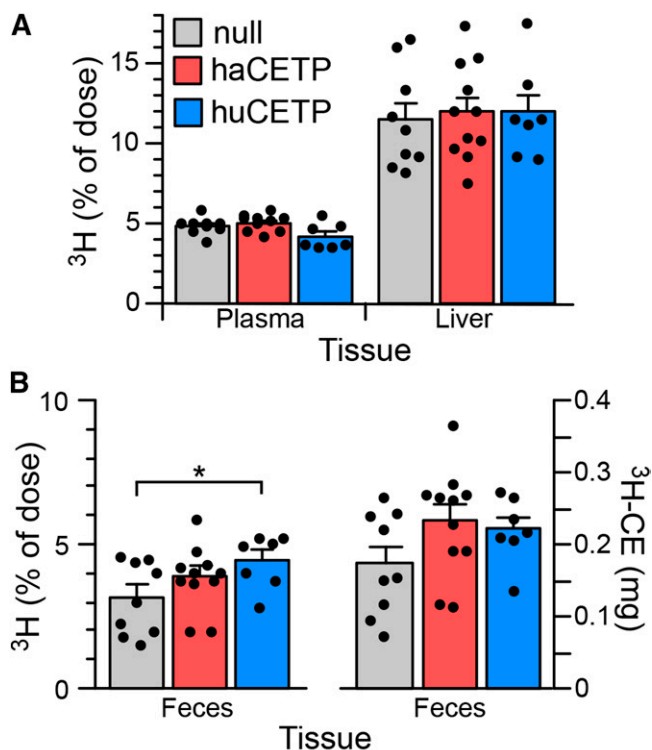 A
null
haCETP
huCETP
³H (% of dose)
15
10
5
0
Plasma Liver
Tissue
B
*
³H (% of dose)
10
5
0
0.4
0.3
0.2
0.1
0
³H-CE (mg)
Feces Feces
Tissue